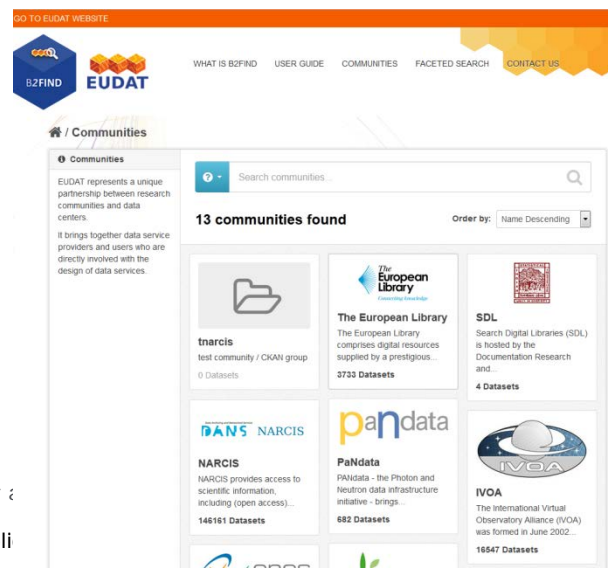 GO TO EUDAT WEBSITE
B2FIND
EUDAT
WHAT IS B2FIND USER GUIDE COMMUNITIES FACETED SEARCH CONTACT US
/ Communities
Communities
EUDAT represents a unique
partnership between research
communities and data
centers.
It brings together data service
providers and users who are
directly involved with the
design of data services.
Search communities...
13 communities found
Order by: Name Descending
tnarcis
test community / CKAN group
0 Datasets
The
European
Library
Connecting knowledge
The European Library
The European Library
comprises digital resources
supplied by a prestigious...
3733 Datasets
SDL
Search Digital Libraries (SDL)
is hosted by the
Documentation Research
and...
4 Datasets
DANS NARCIS
NARCIS
NARCIS provides access to
scientific information,
including (open access)...
146161 Datasets
pandata
PaNdata
PANdata - the Photon and
Neutron data infrastructure
initiative - brings...
682 Datasets
IVOA
IVOA
The International Virtual
Observatory Alliance (IVOA)
was formed in June 2002...
16547 Datasets